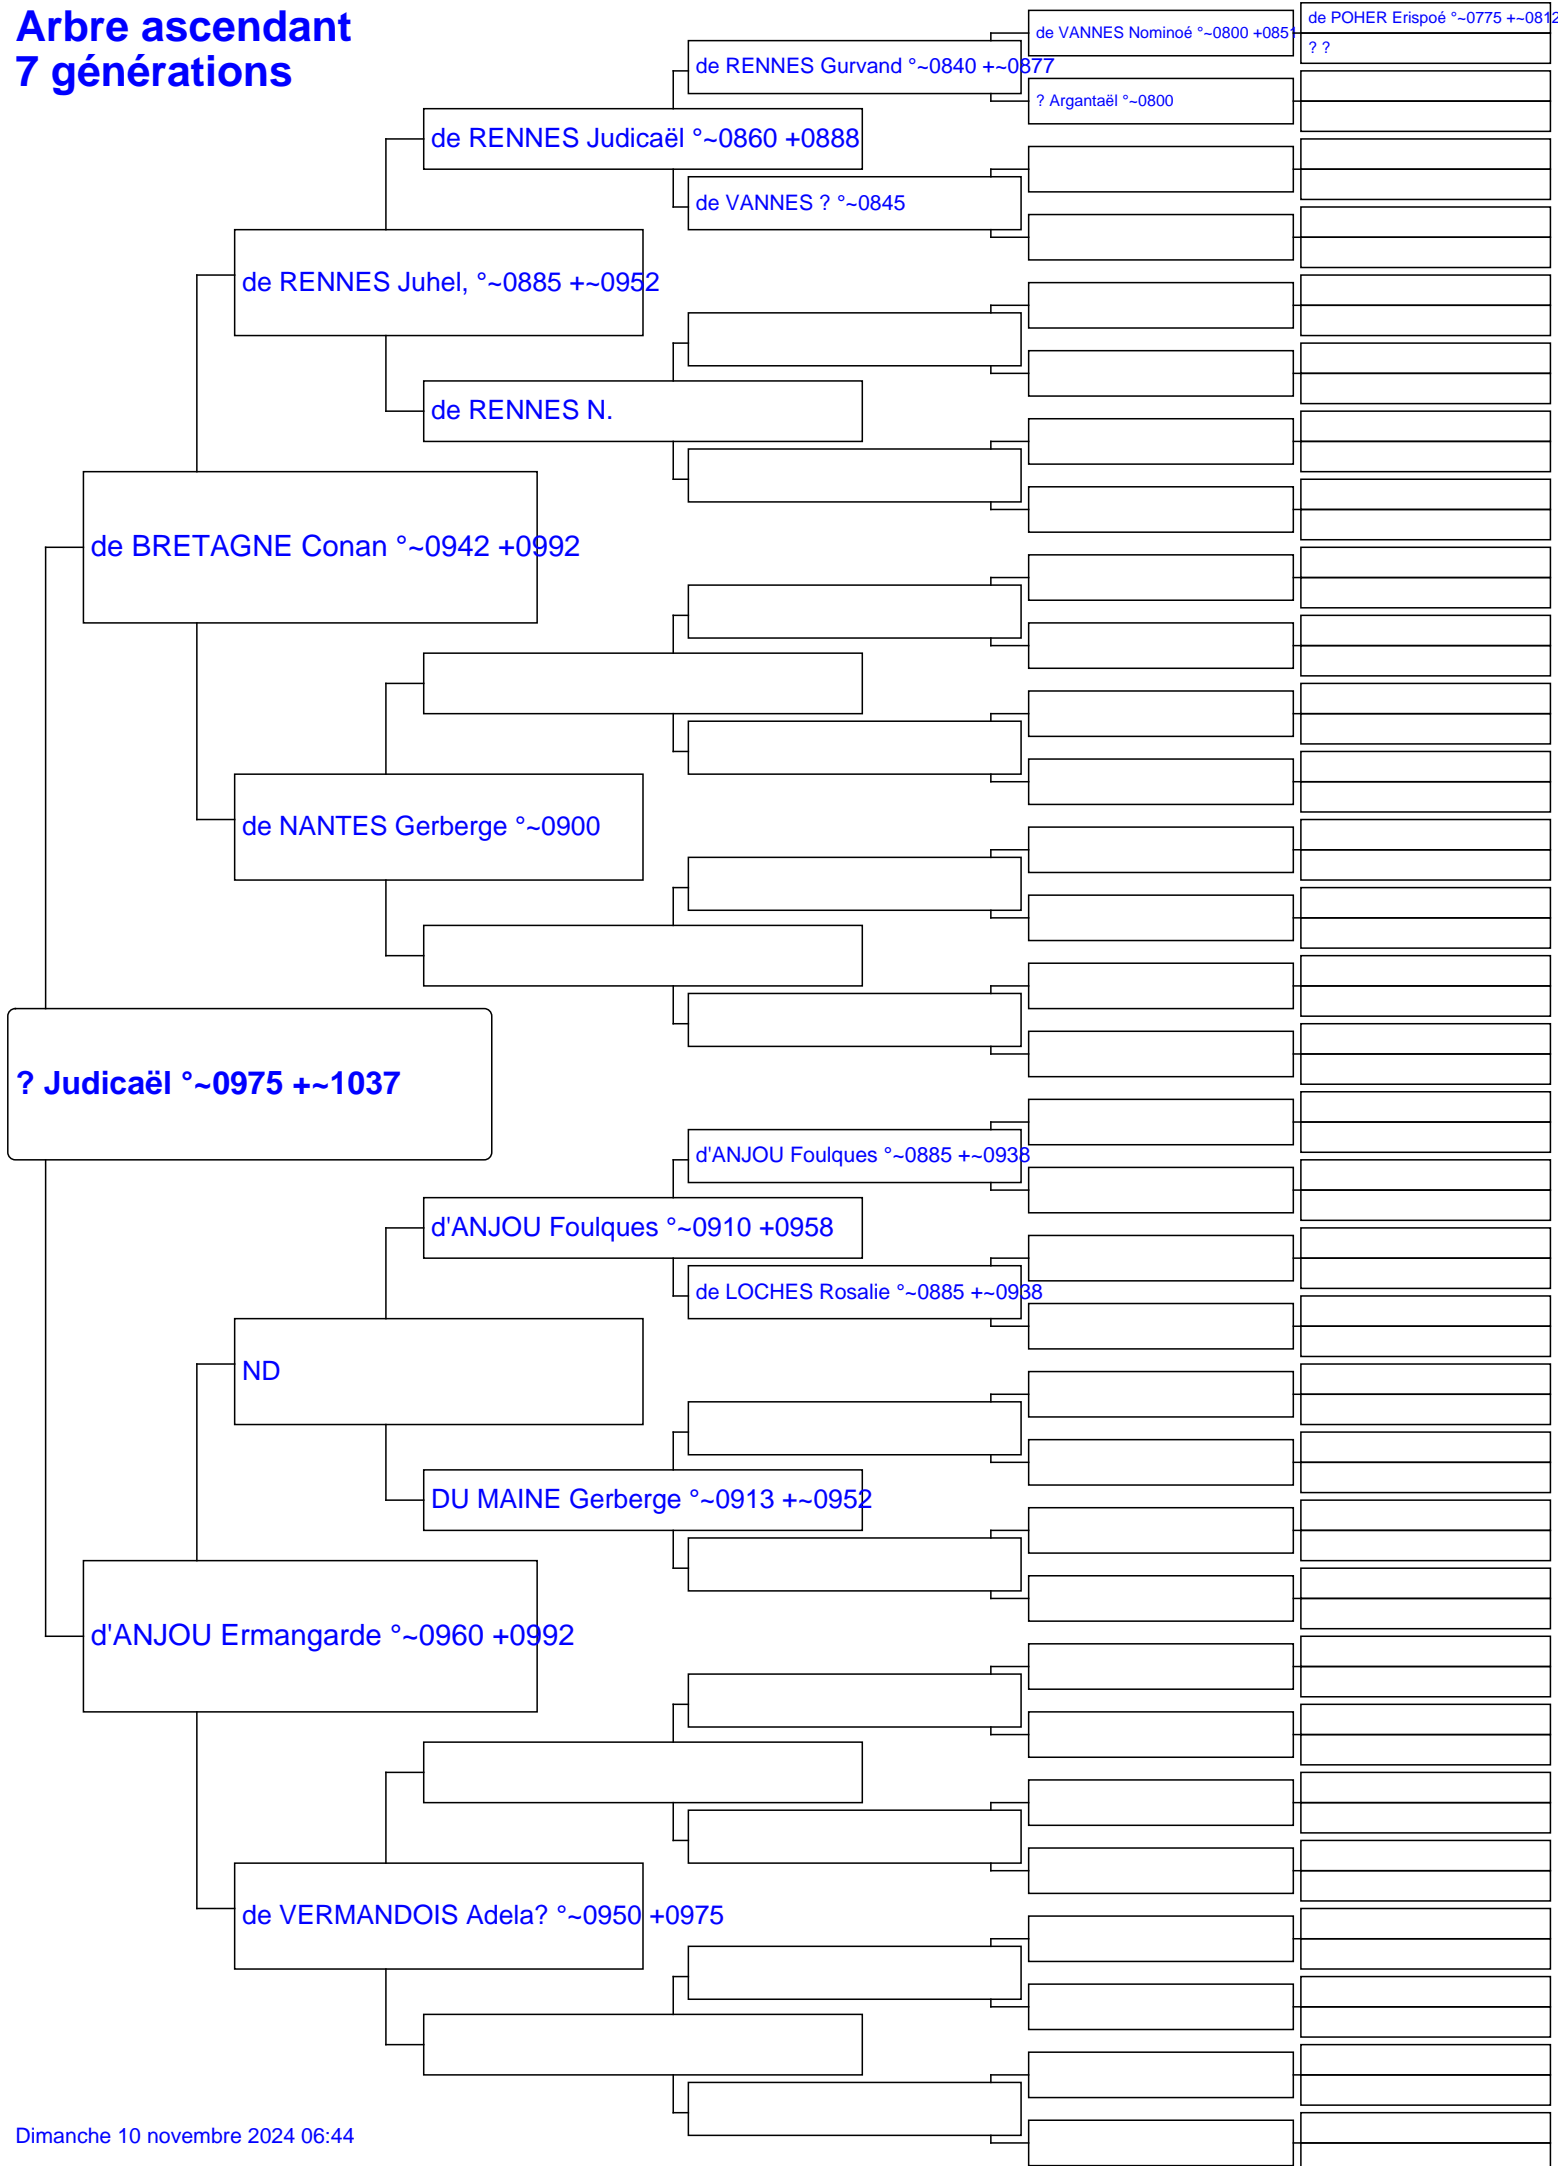 Arbre ascendant
7 générations
de POHER Erispoé °~0775 +~0812
de VANNES Nominoé °~0800 +0851
? ?
de RENNES Gurvand °~0840 +~0877
? Argantaël °~0800
de RENNES Judicaël °~0860 +0888
de VANNES ? °~0845
de RENNES Juhel, °~0885 +~0952
de RENNES N.
de BRETAGNE Conan °~0942 +0992
de NANTES Gerberge °~0900
? Judicaël °~0975 +~1037
d'ANJOU Foulques °~0885 +~0938
d'ANJOU Foulques °~0910 +0958
de LOCHES Rosalie °~0885 +~0938
ND
DU MAINE Gerberge °~0913 +~0952
d'ANJOU Ermangarde °~0960 +0992
de VERMANDOIS Adela? °~0950 +0975
Dimanche 10 novembre 2024 06:44